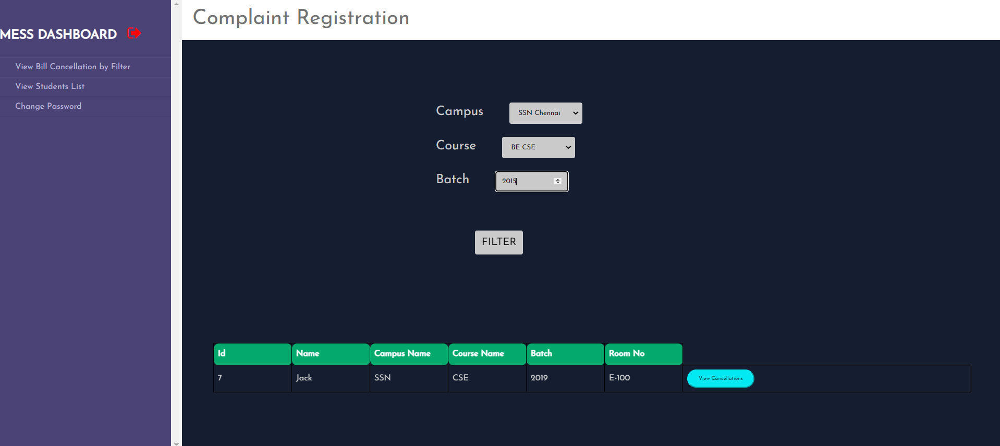 MESS DASHBOARD
View Bill Cancellation by Filter
View Students List
Change Password
Complaint Registration
Campus SSN Chennai
Course BE CSE
Batch 2015
FILTER
Id Name Campus Name Course Name Batch Room No
7 Jack SSN CSE 2019 E-100 View Cancellations